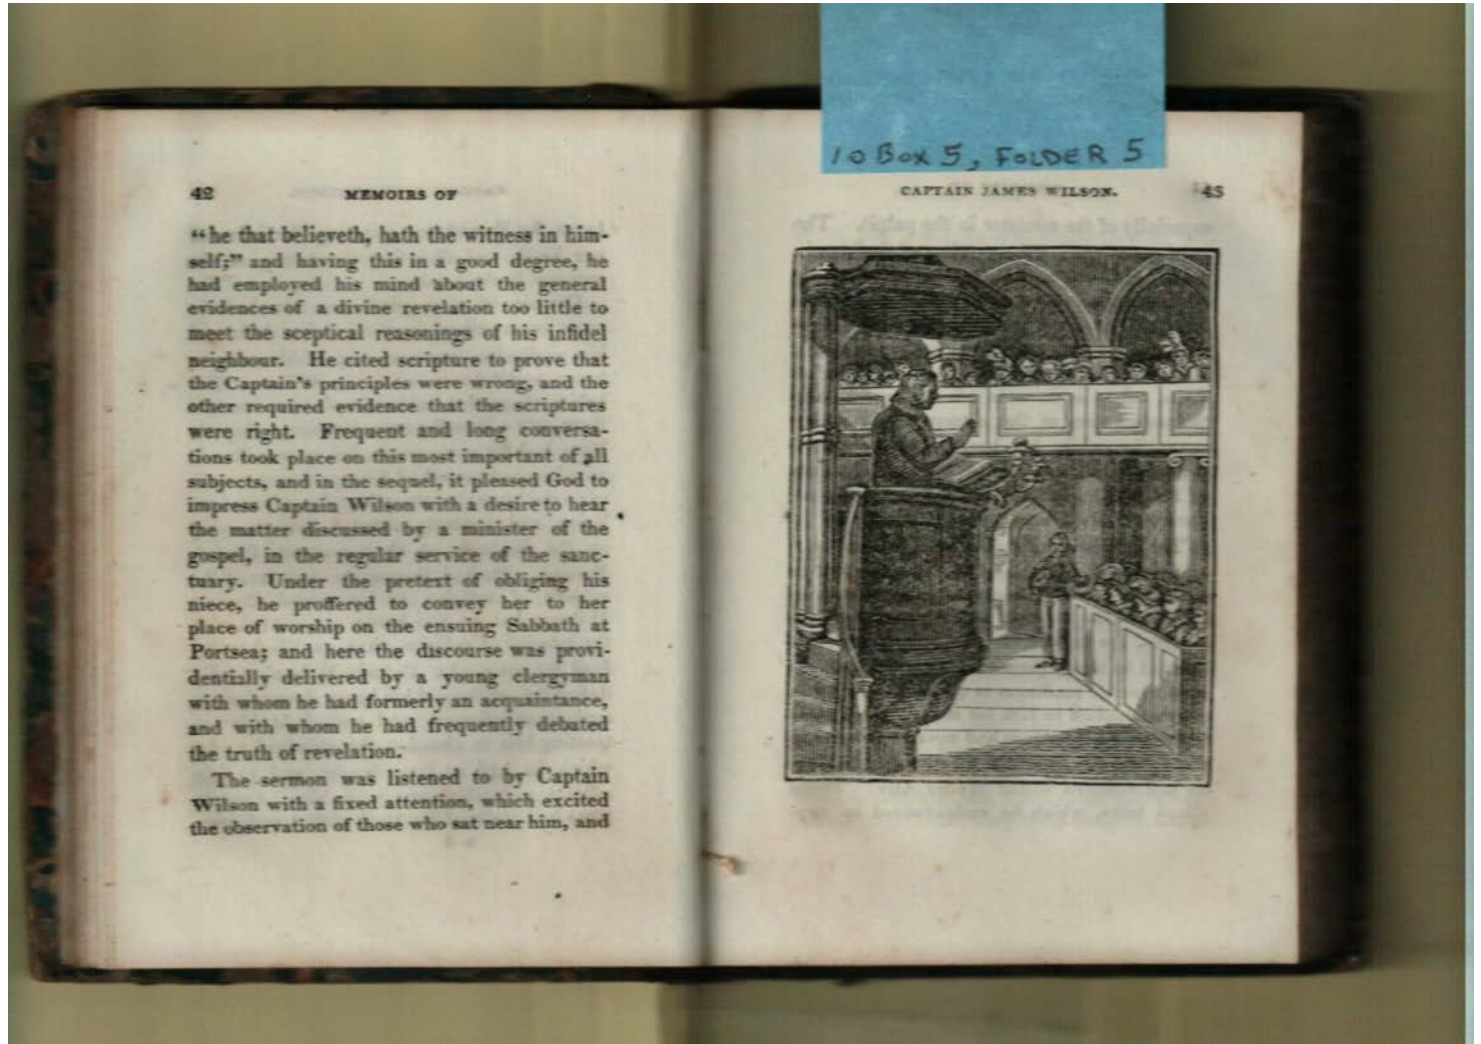 10 Box 5, FOLDER 5
42 MEMOIRS OF
"he that believeth, hath the witness in him-
self;" and having this in a good degree, he
had employed his mind about the general
evidences of a divine revelation too little to
meet the sceptical reasonings of his infidel
neighbour. He cited scripture to prove that
the Captain's principles were wrong, and the
other required evidence that the scriptures
were right. Frequent and long conversa-
tions took place on this most important of all
subjects, and in the sequel, it pleased God to
impress Captain Wilson with a desire to hear
the matter discussed by a minister of the
gospel, in the regular service of the sanc-
tuary. Under the pretext of obliging his
niece, he proffered to convey her to her
place of worship on the ensuing Sabbath at
Portsea; and here the discourse was provi-
dentially delivered by a young clergyman
with whom he had formerly an acquaintance,
and with whom he had frequently debated
the truth of revelation.
The sermon was listened to by Captain
Wilson with a fixed attention, which excited
the observation of those who sat near him, and
CAPTAIN JAMES WILSON. 43